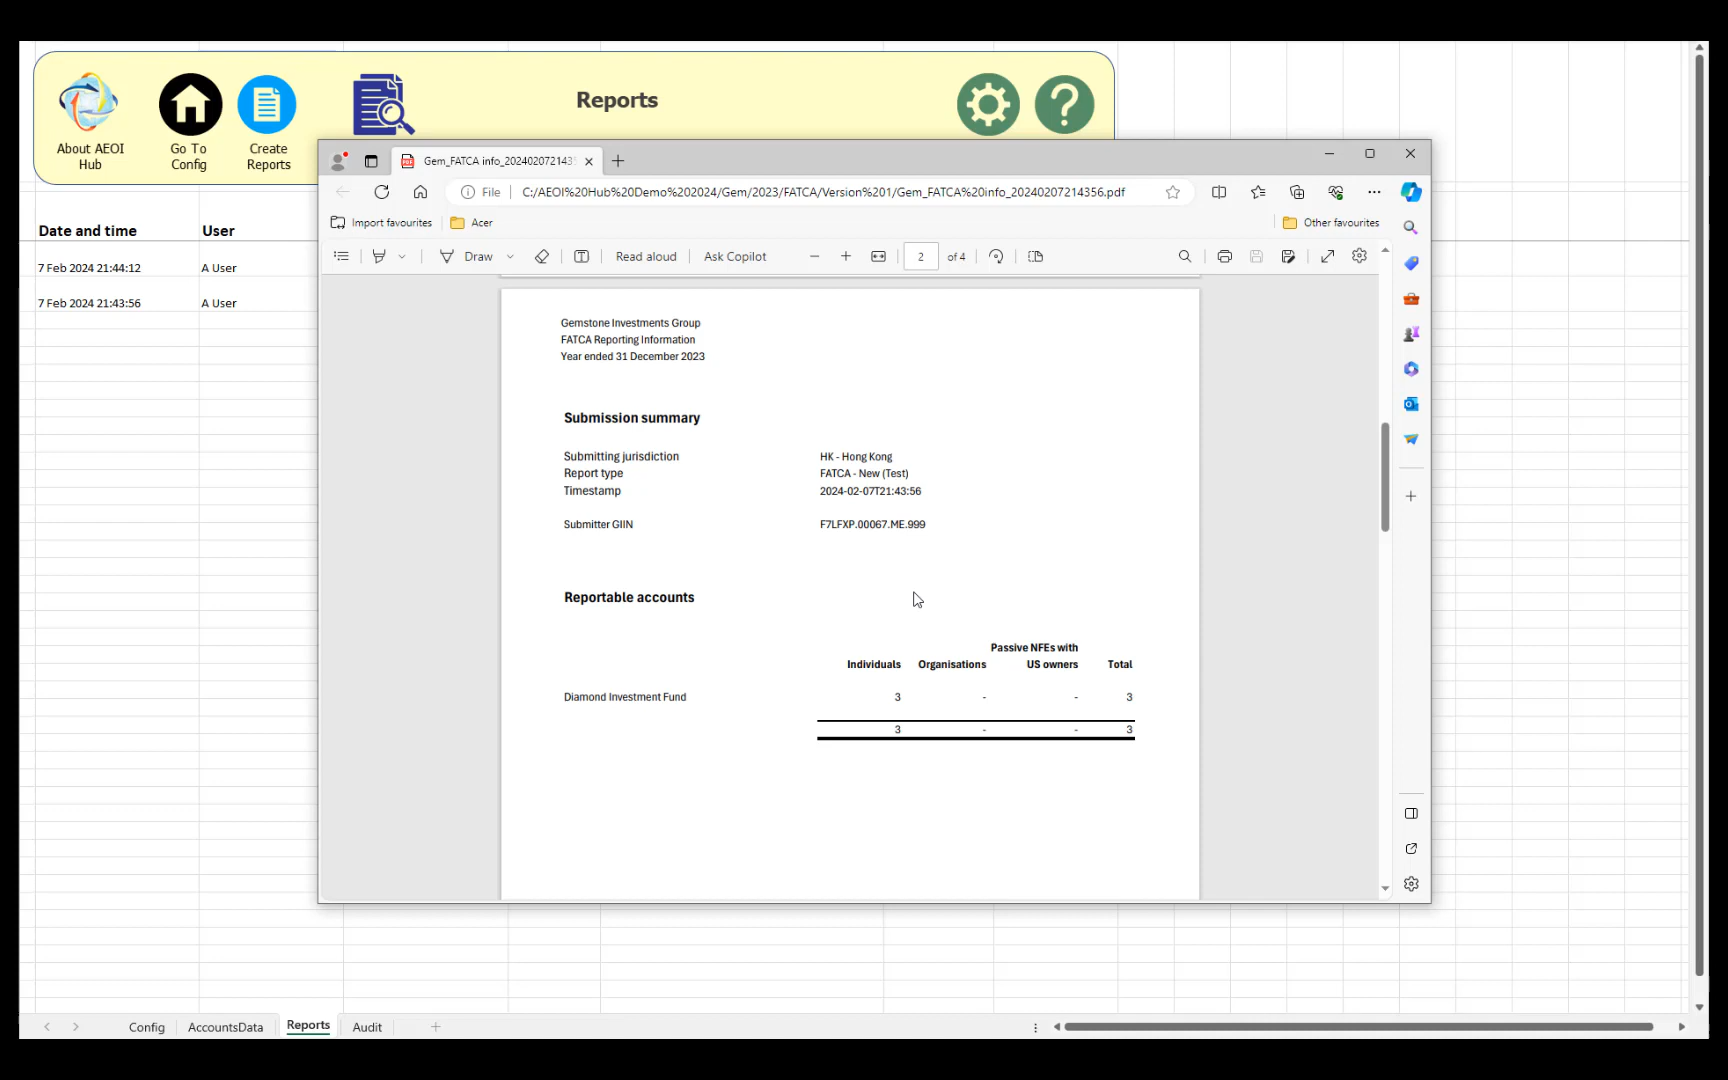 Reports
About AEOI
Hub
Go To
Config
Create
Reports
Date and time
User
7 Feb 2024 21:44:12
A User
7 Feb 2024 21:43:56
A User
Gem_FATCA info_2024020721435
File
C:/AEOI%20Hub%20Demo%202024/Gem/2023/FATCA/Version%201/Gem_FATCA%20info_20240207214356.pdf
Import favourites
Acer
Other favourites
Draw
Read aloud
Ask Copilot
2
of 4
Gemstone Investments Group
FATCA Reporting Information
Year ended 31 December 2023
Submission summary
Submitting jurisdiction HK - Hong Kong
Report type FATCA - New (Test)
Timestamp 2024-02-07T21:43:56
Submitter GIIN F7LFXP.00067.ME.999
Reportable accounts
Passive NFEs with
Individuals Organisations US owners Total
Diamond Investment Fund 3 - - 3
3 - - 3
Config
AccountsData
Reports
Audit